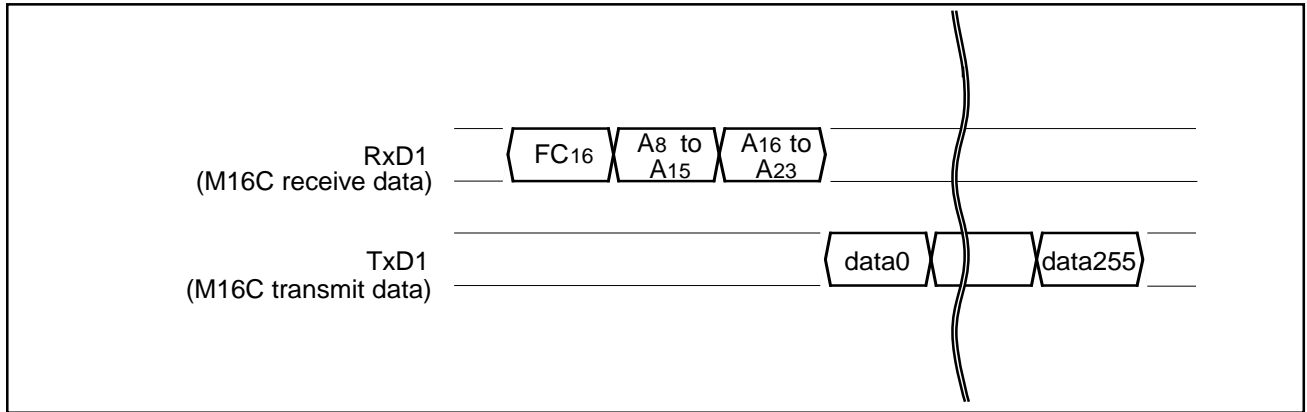 RxD1
(M16C receive data)
FC16
A8 to
A15
A16 to
A23
TxD1
(M16C transmit data)
data0
data255